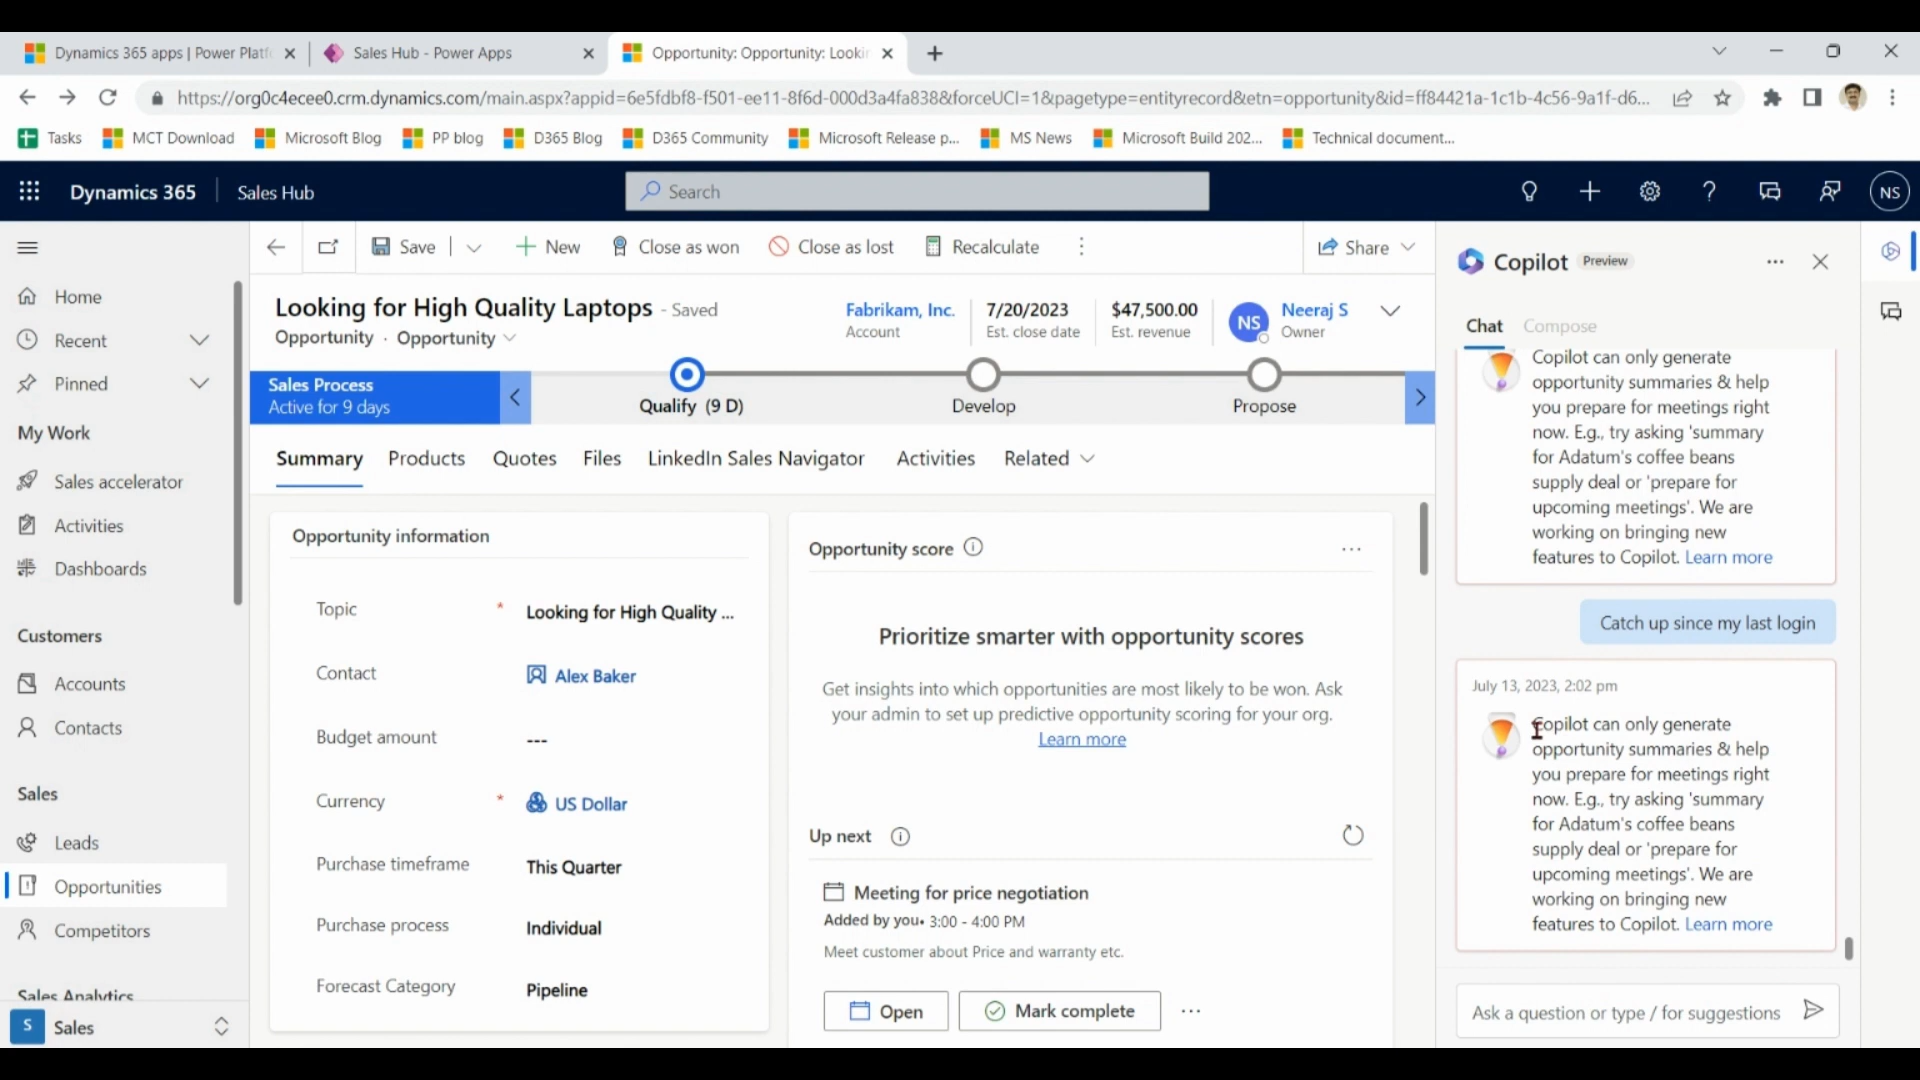 Dynamics 365 apps | Power Platf
Sales Hub - Power Apps
Opportunity: Opportunity: Lookin
https://org0c4ecee0.crm.dynamics.com/main.aspx?appid=6e5fdbf8-f501-ee11-8f6d-000d3a4fa838&forceUCI=1&pagetype=entityrecord&etn=opportunity&id=ff84421a-1c1b-4c56-9a1f-d6...
Tasks
MCT Download
Microsoft Blog
PP blog
D365 Blog
D365 Community
Microsoft Release p...
MS News
Microsoft Build 202...
Technical document...
Dynamics 365
Sales Hub
Search
NS
Home
Recent
Pinned
My Work
Sales accelerator
Activities
Dashboards
Customers
Accounts
Contacts
Sales
Leads
Opportunities
Competitors
Sales Analytics
S Sales
Save
New
Close as won
Close as lost
Recalculate
Share
Looking for High Quality Laptops - Saved
Opportunity · Opportunity
Fabrikam, Inc.
Account
7/20/2023
Est. close date
$47,500.00
Est. revenue
NS
Neeraj S
Owner
Sales Process
Active for 9 days
Qualify (9 D)
Develop
Propose
Summary
Products
Quotes
Files
LinkedIn Sales Navigator
Activities
Related
Opportunity information
Topic * Looking for High Quality ...
Contact Alex Baker
Budget amount ---
Currency * US Dollar
Purchase timeframe This Quarter
Purchase process Individual
Forecast Category Pipeline
Opportunity score
Prioritize smarter with opportunity scores
Get insights into which opportunities are most likely to be won. Ask
your admin to set up predictive opportunity scoring for your org.
Learn more
Up next
Meeting for price negotiation
Added by you• 3:00 - 4:00 PM
Meet customer about Price and warranty etc.
Open
Mark complete
Copilot Preview
Chat
Compose
Copilot can only generate
opportunity summaries & help
you prepare for meetings right
now. E.g., try asking 'summary
for Adatum's coffee beans
supply deal or 'prepare for
upcoming meetings'. We are
working on bringing new
features to Copilot. Learn more
Catch up since my last login
July 13, 2023, 2:02 pm
Copilot can only generate
opportunity summaries & help
you prepare for meetings right
now. E.g., try asking 'summary
for Adatum's coffee beans
supply deal or 'prepare for
upcoming meetings'. We are
working on bringing new
features to Copilot. Learn more
Ask a question or type / for suggestions